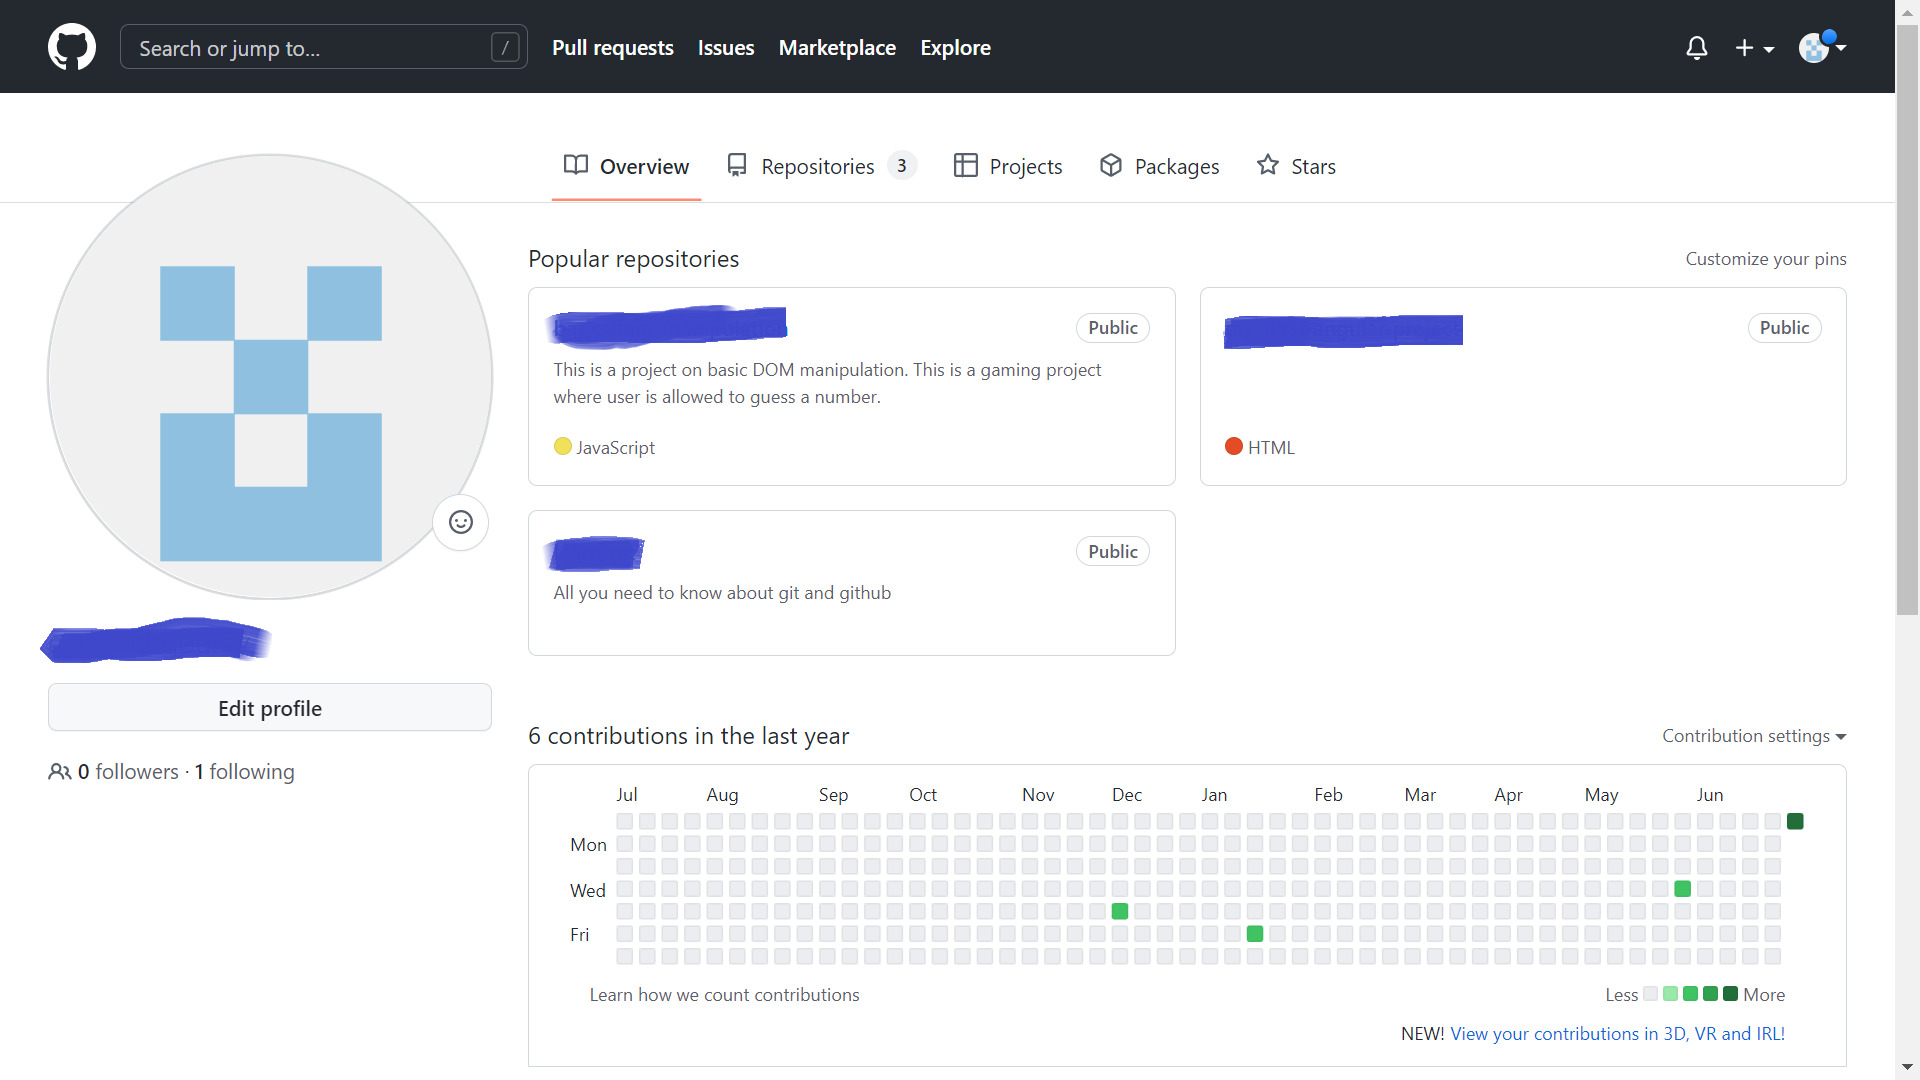 Search or jump to...
/
Pull requests
Issues
Marketplace
Explore
Overview
Repositories 3
Projects
Packages
Stars
Popular repositories
Customize your pins
Public
This is a project on basic DOM manipulation. This is a gaming project
where user is allowed to guess a number.
JavaScript
Public
HTML
Public
All you need to know about git and github
Edit profile
0 followers · 1 following
6 contributions in the last year
Contribution settings
Jul Aug Sep Oct Nov Dec Jan Feb Mar Apr May Jun
Mon
Wed
Fri
Learn how we count contributions
Less More
NEW! View your contributions in 3D, VR and IRL!